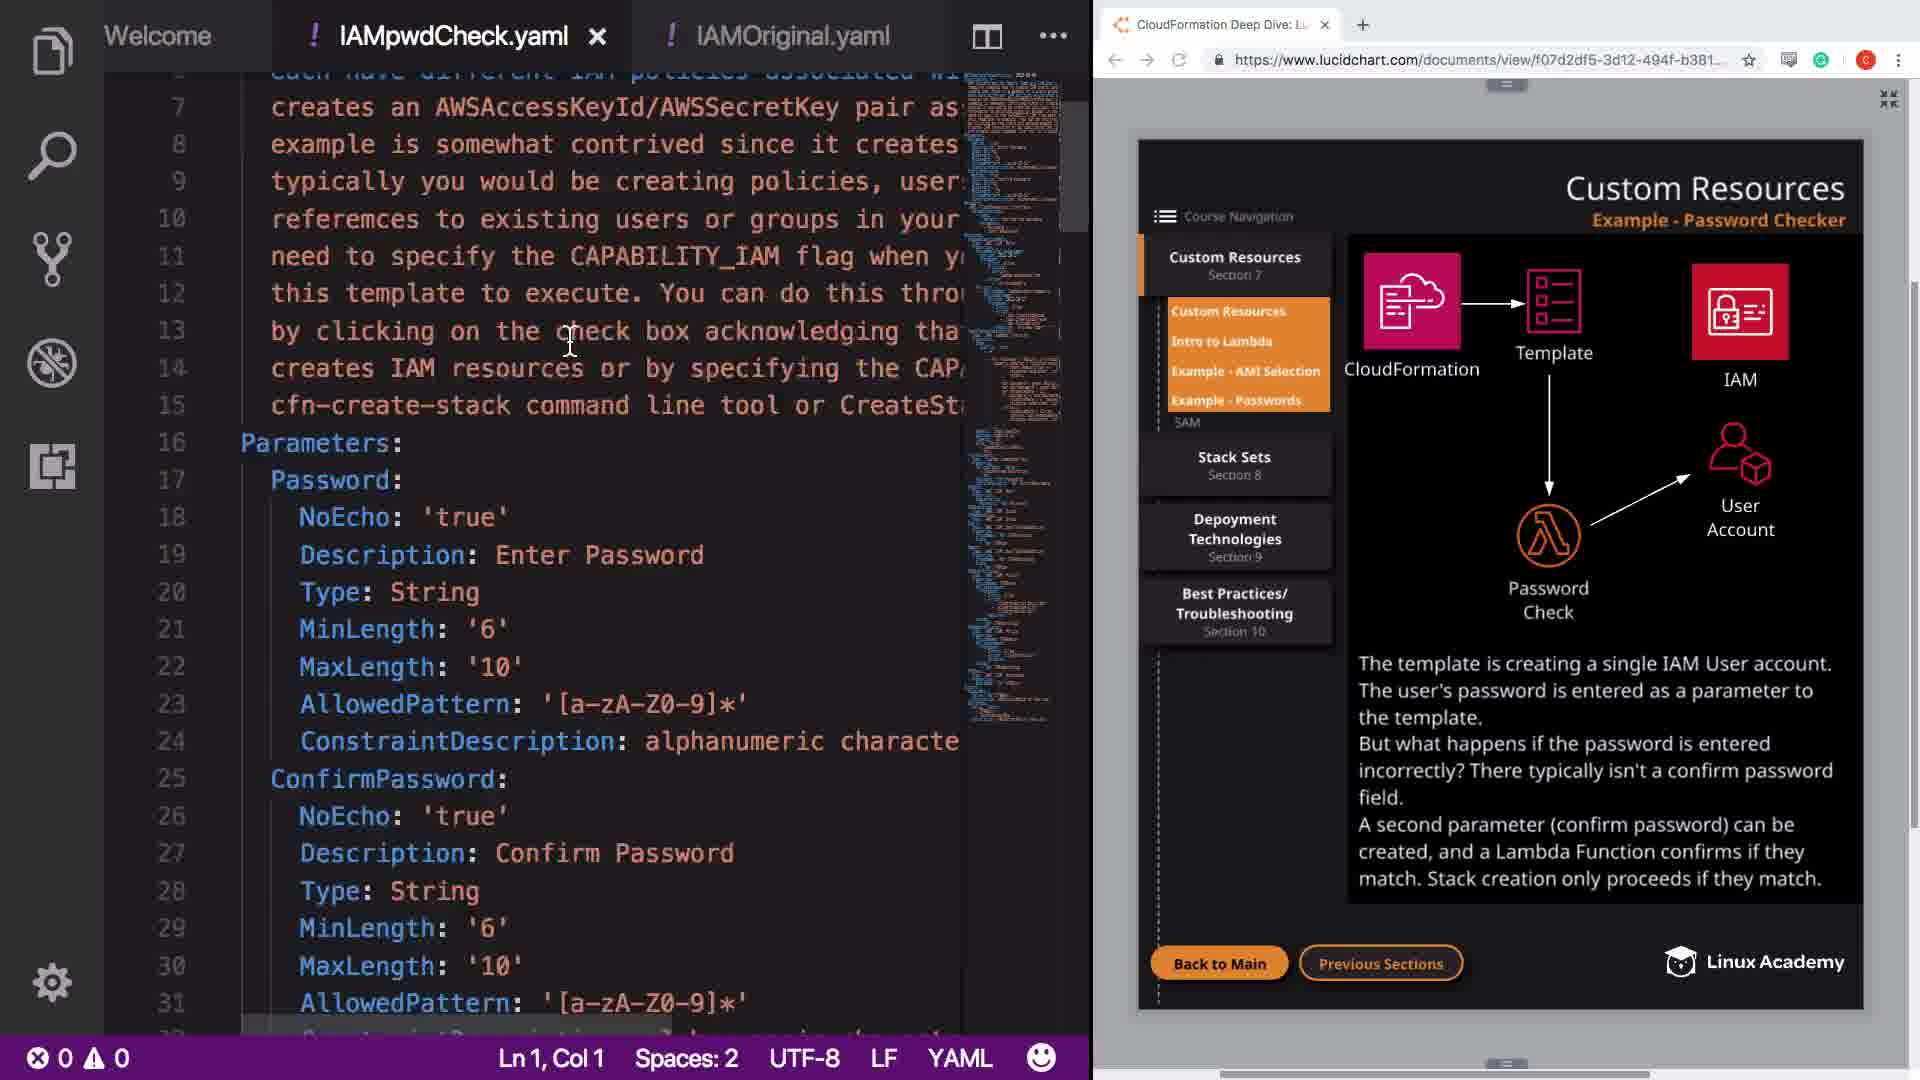 Welcome
! IAMpwdCheck.yaml ×
! IAMOriginal.yaml
each have different IAM policies associated wi
7 creates an AWSAccessKeyId/AWSSecretKey pair as
8 example is somewhat contrived since it creates
9 typically you would be creating policies, user
10 referemces to existing users or groups in your
11 need to specify the CAPABILITY_IAM flag when y
12 this template to execute. You can do this thro
13 by clicking on the check box acknowledging tha
14 creates IAM resources or by specifying the CAP
15 cfn-create-stack command line tool or CreateSt
16 Parameters:
17 Password:
18 NoEcho: 'true'
19 Description: Enter Password
20 Type: String
21 MinLength: '6'
22 MaxLength: '10'
23 AllowedPattern: '[a-zA-Z0-9]*'
24 ConstraintDescription: alphanumeric characte
25 ConfirmPassword:
26 NoEcho: 'true'
27 Description: Confirm Password
28 Type: String
29 MinLength: '6'
30 MaxLength: '10'
31 AllowedPattern: '[a-zA-Z0-9]*'
0 0
Ln 1, Col 1
Spaces: 2
UTF-8
LF
YAML
CloudFormation Deep Dive: Lu
https://www.lucidchart.com/documents/view/f07d2df5-3d12-494f-b381...
C
Custom Resources
Example - Password Checker
Course Navigation
Custom Resources
Section 7
Custom Resources
Intro to Lambda
Example - AMI Selection
Example - Passwords
SAM
Stack Sets
Section 8
Depoyment
Technologies
Section 9
Best Practices/
Troubleshooting
Section 10
CloudFormation
Template
IAM
User
Account
Password
Check
The template is creating a single IAM User account.
The user's password is entered as a parameter to
the template.
But what happens if the password is entered
incorrectly? There typically isn't a confirm password
field.
A second parameter (confirm password) can be
created, and a Lambda Function confirms if they
match. Stack creation only proceeds if they match.
Back to Main
Previous Sections
Linux Academy